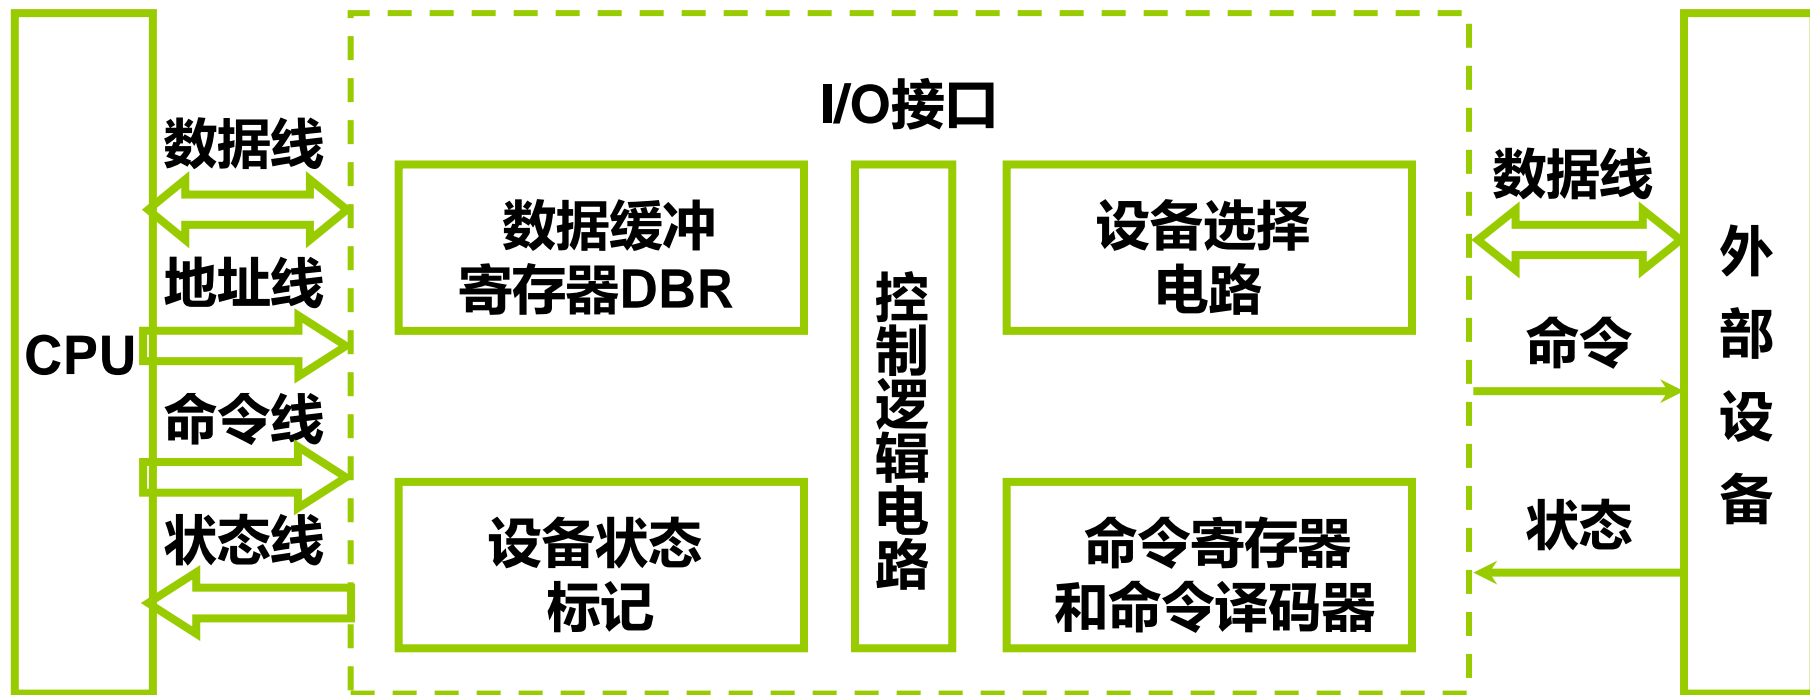 CPU
数据线
地址线
命令线
状态线
I/O接口
数据缓冲
寄存器DBR
设备状态
标记
控制逻辑电路
设备选择
电路
命令寄存器
和命令译码器
数据线
命令
状态
外部设备